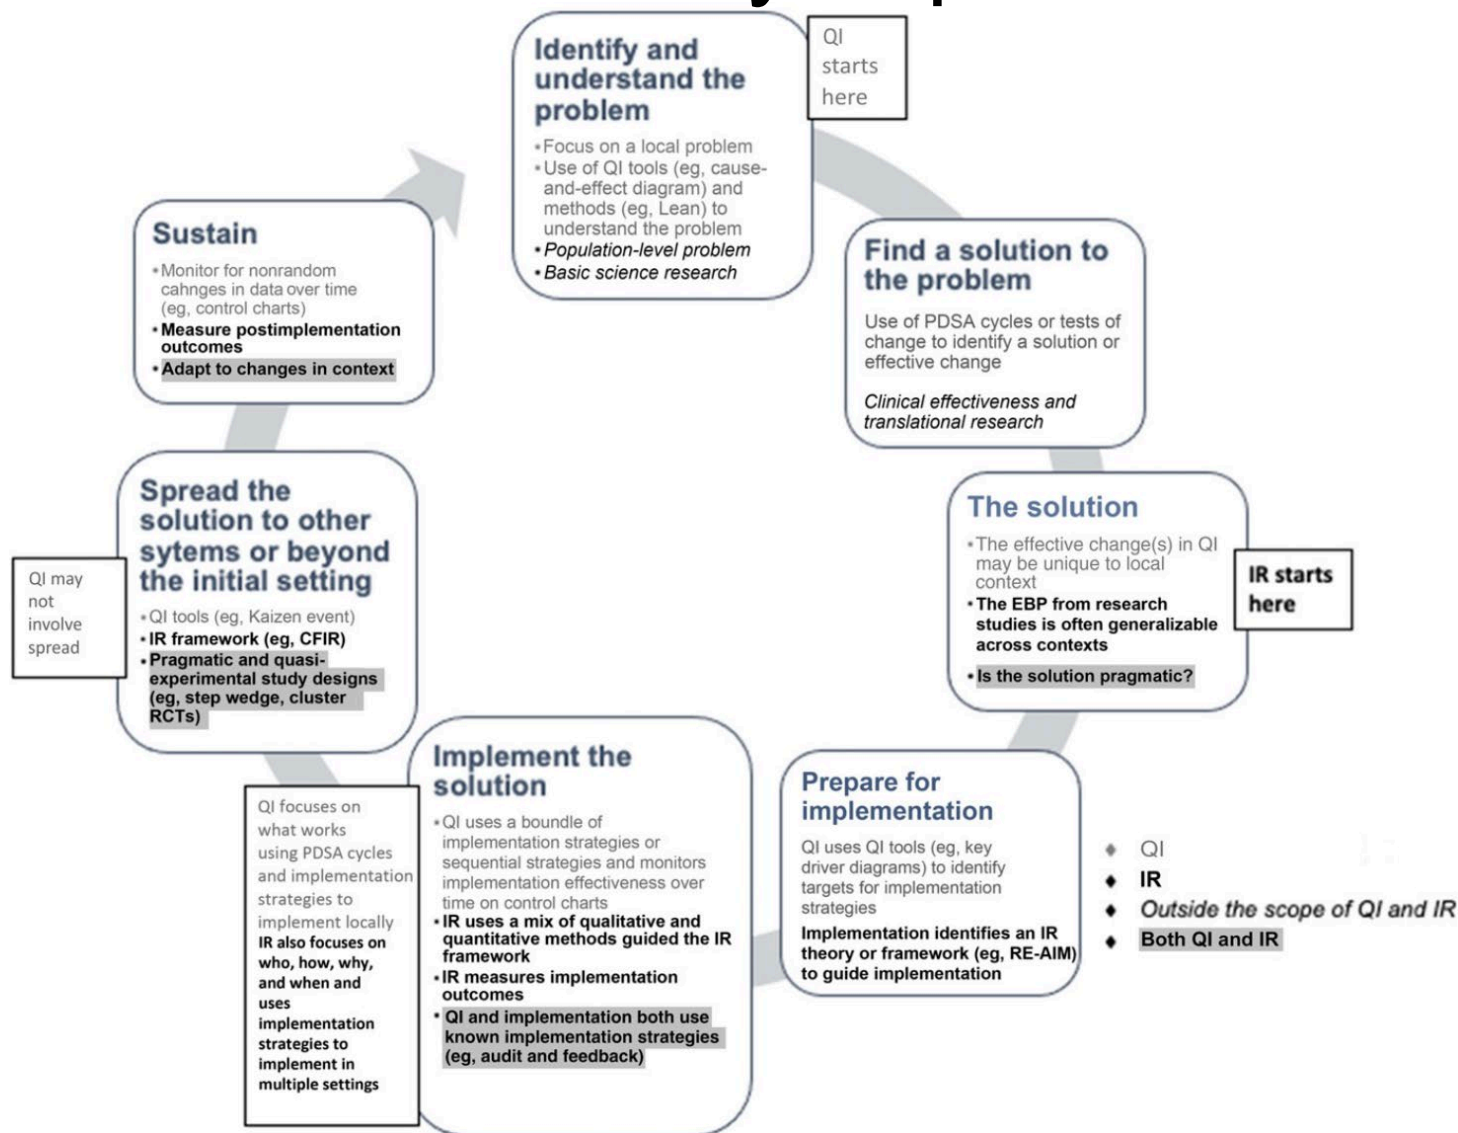 Identify and
understand the
problem
•Focus on a local problem
•Use of QI tools (eg, cause-
and-effect diagram) and
methods (eg, Lean) to
understand the problem
•Population-level problem
•Basic science research
QI
starts
here
Find a solution to
the problem
Use of PDSA cycles or tests of
change to identify a solution or
effective change
Clinical effectiveness and
translational research
The solution
•The effective change(s) in QI
may be unique to local
context
•The EBP from research
studies is often generalizable
across contexts
•Is the solution pragmatic?
IR starts
here
Prepare for
implementation
QI uses QI tools (eg, key
driver diagrams) to identify
targets for implementation
strategies
Implementation identifies an IR
theory or framework (eg, RE-AIM)
to guide implementation
Implement the
solution
•QI uses a boundle of
implementation strategies or
sequential strategies and monitors
implementation effectiveness over
time on control charts
•IR uses a mix of qualitative and
quantitative methods guided the IR
framework
•IR measures implementation
outcomes
•QI and implementation both use
known implementation strategies
(eg, audit and feedback)
QI focuses on
what works
using PDSA cycles
and implementation
strategies to
implement locally
IR also focuses on
who, how, why,
and when and
uses
implementation
strategies to
implement in
multiple settings
Spread the
solution to other
sytems or beyond
the initial setting
•QI tools (eg, Kaizen event)
•IR framework (eg, CFIR)
•Pragmatic and quasi-
experimental study designs
(eg, step wedge, cluster
RCTs)
QI may
not
involve
spread
Sustain
•Monitor for nonrandom
cahnges in data over time
(eg, control charts)
•Measure postimplementation
outcomes
•Adapt to changes in context
♦ QI
♦ IR
♦ Outside the scope of QI and IR
♦ Both QI and IR